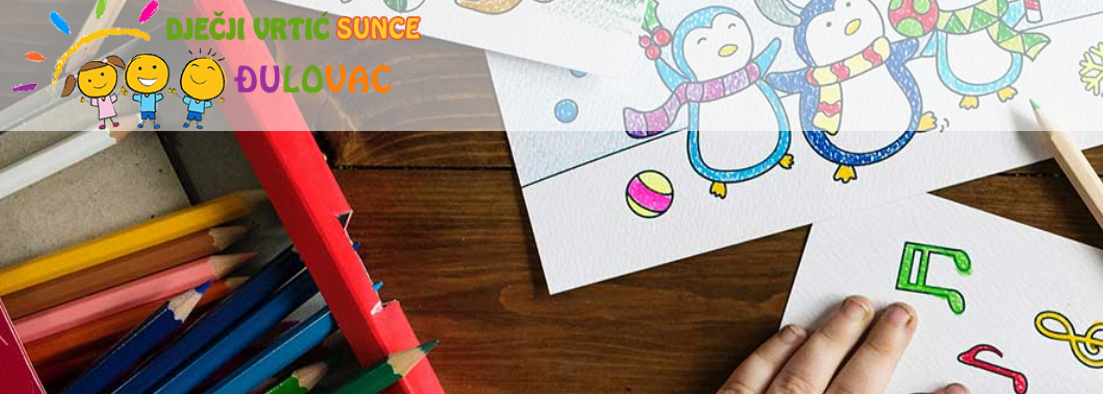 DJEČJI VRTIĆ SUNCE
ĐULOVAC